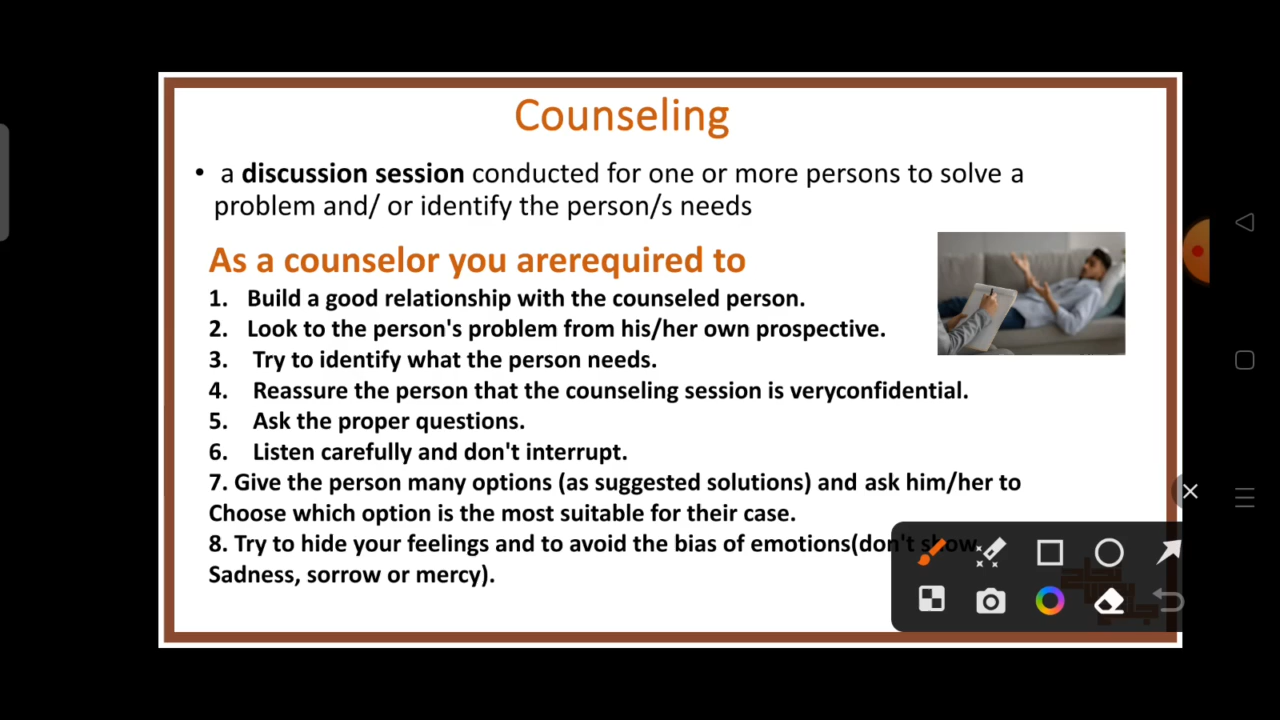 Counseling
• a discussion session conducted for one or more persons to solve a
problem and/ or identify the person/s needs
As a counselor you arerequired to
1. Build a good relationship with the counseled person.
2. Look to the person's problem from his/her own prospective.
3. Try to identify what the person needs.
4. Reassure the person that the counseling session is veryconfidential.
5. Ask the proper questions.
6. Listen carefully and don't interrupt.
7. Give the person many options (as suggested solutions) and ask him/her to
Choose which option is the most suitable for their case.
8. Try to hide your feelings and to avoid the bias of emotions(don't show
Sadness, sorrow or mercy).